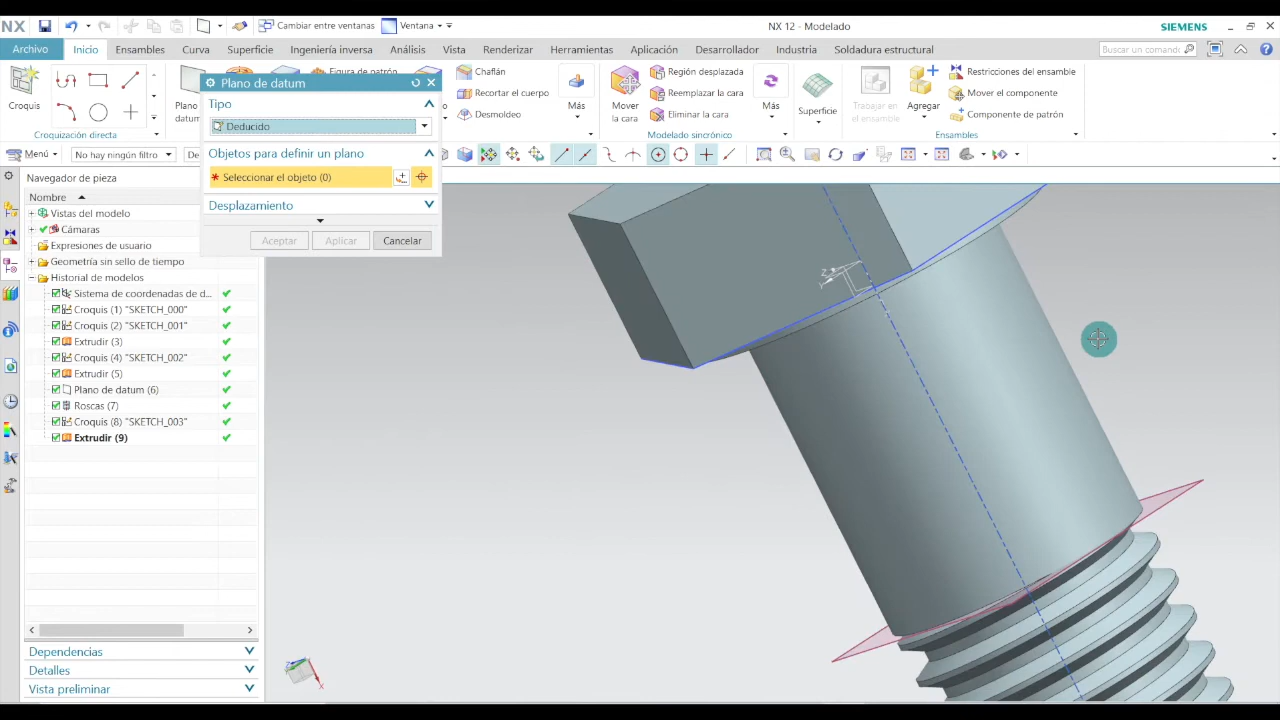 NX
Cambiar entre ventanas
Ventana
NX 12 - Modelado
SIEMENS
Archivo
Inicio
Ensambles
Curva
Superficie
Ingeniería inversa
Análisis
Vista
Renderizar
Herramientas
Aplicación
Desarrollador
Industria
Soldadura estructural
Buscar un comando
Croquis
Plano
datum
Figura de patrón
Chaflán
Recortar el cuerpo
Desmoldeo
Más
Mover
la cara
Región desplazada
Reemplazar la cara
Eliminar la cara
Más
Superficie
Trabajar en
el ensamble
Agregar
Restricciones del ensamble
Mover el componente
Componente de patrón
Croquización directa
Modelado sincrónico
Ensambles
Menú
No hay ningún filtro
De
Plano de datum
Tipo
Deducido
Objetos para definir un plano
* Seleccionar el objeto (0)
Desplazamiento
Aceptar
Aplicar
Cancelar
Navegador de pieza
Nombre
Vistas del modelo
Cámaras
Expresiones de usuario
Geometría sin sello de tiempo
Historial de modelos
Sistema de coordenadas de d...
Croquis (1) "SKETCH_000"
Croquis (2) "SKETCH_001"
Extrudir (3)
Croquis (4) "SKETCH_002"
Extrudir (5)
Plano de datum (6)
Roscas (7)
Croquis (8) "SKETCH_003"
Extrudir (9)
Dependencias
Detalles
Vista preliminar
Z
Y
X